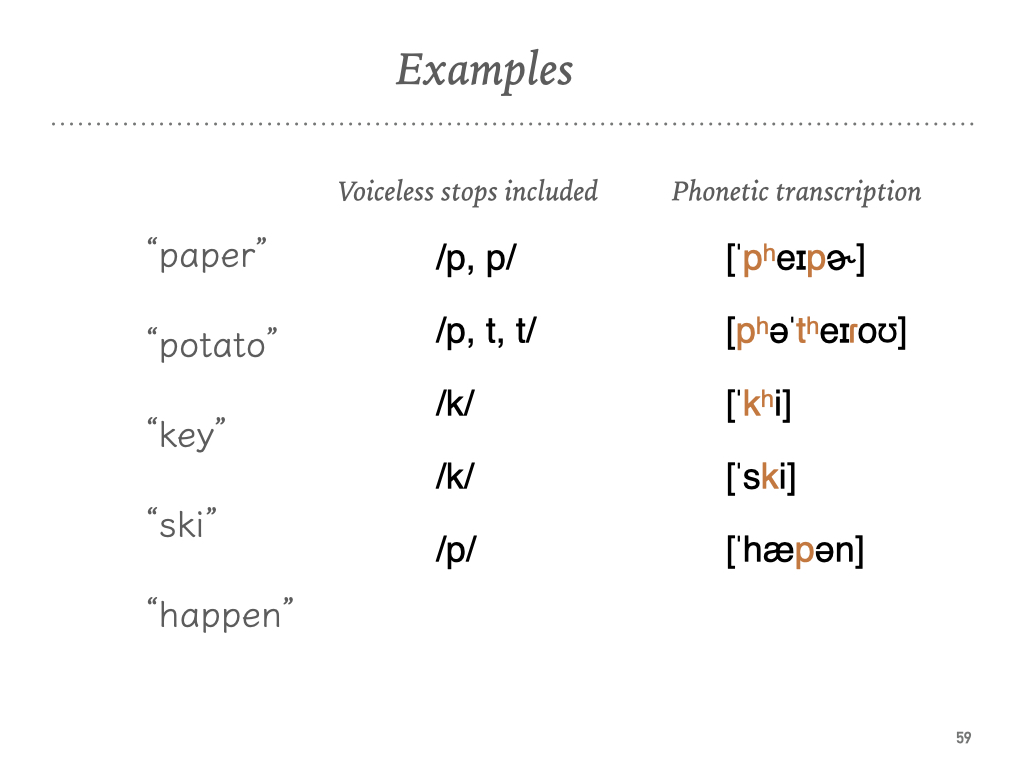 Examples
Voiceless stops included
Phonetic transcription
“paper”
/p, p/
[ˈpʰeɪpɚ]
“potato”
/p, t, t/
[pʰəˈtʰeɪɾoʊ]
“key”
/k/
[ˈkʰi]
“ski”
/k/
[ˈski]
“happen”
/p/
[ˈhæpən]
59